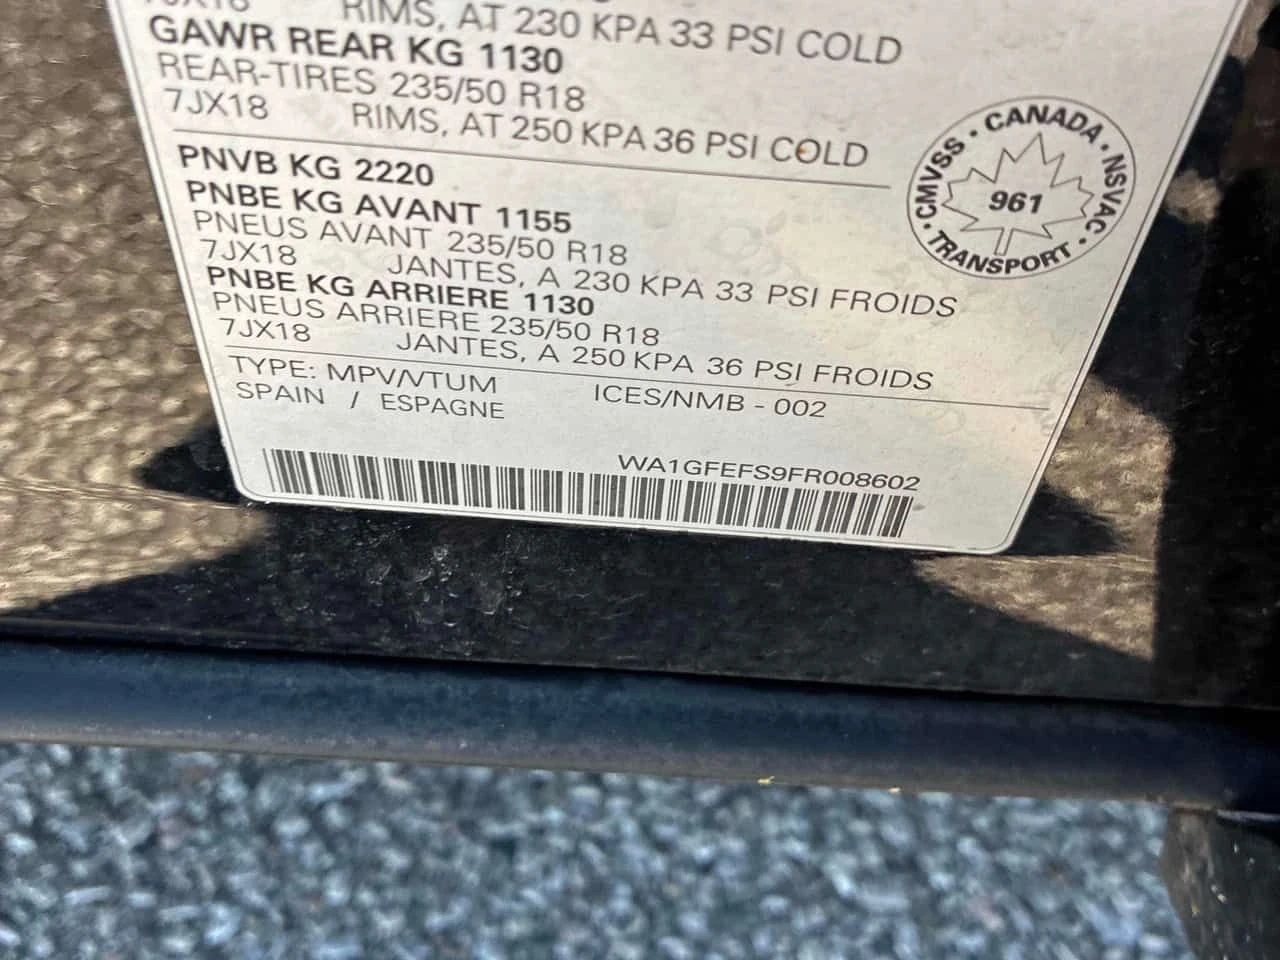 7JX18 RIMS, AT 230 KPA 33 PSI COLD
GAWR REAR KG 1130
REAR-TIRES 235/50 R18
7JX18 RIMS, AT 250 KPA 36 PSI COLD
PNVB KG 2220
PNBE KG AVANT 1155
PNEUS AVANT 235/50 R18
7JX18 JANTES, A 230 KPA 33 PSI FROIDS
PNBE KG ARRIERE 1130
PNEUS ARRIERE 235/50 R18
7JX18 JANTES, A 250 KPA 36 PSI FROIDS
TYPE: MPV/VTUM ICES/NMB - 002
SPAIN / ESPAGNE
WA1GFEFS9FR008602
CANADA · NSVAC · TRANSPORT · CMVSS ·
961